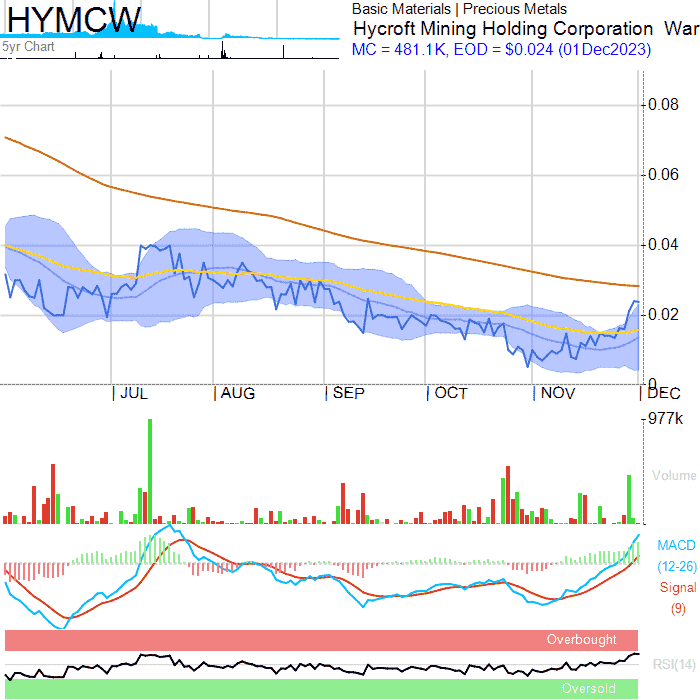 HYMCW
5yr Chart
Basic Materials | Precious Metals
Hycroft Mining Holding Corporation War
MC = 481.1K, EOD = $0.024 (01Dec2023)
0.08
0.06
0.04
0.02
0
JUL
AUG
SEP
OCT
NOV
DEC
977k
Volume
MACD
(12-26)
Signal
(9)
Overbought
RSI(14)
Oversold